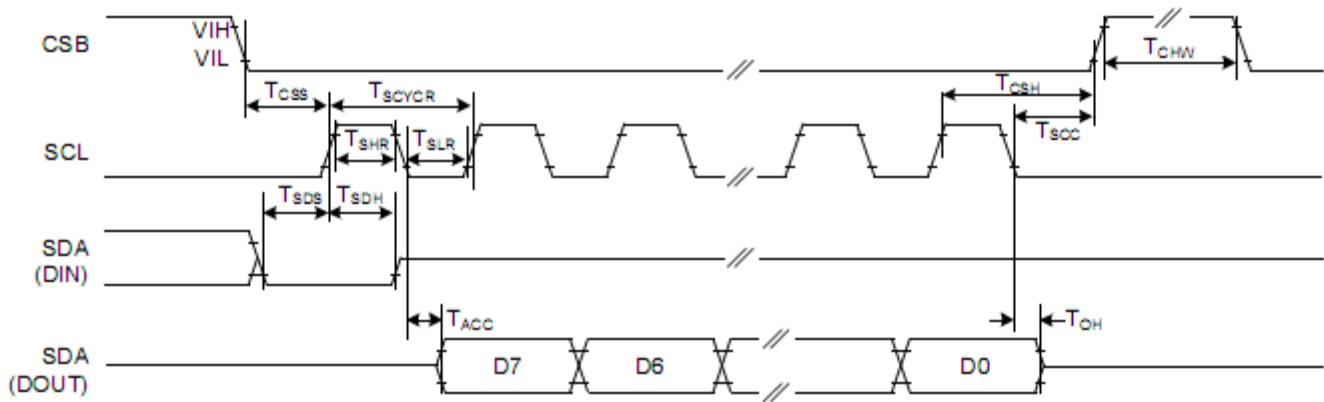 CSB
VIH
VIL
TCHW
TCSS
TSCYCR
TCSH
TSCC
SCL
TSHR
TSLR
TSDS
TSDH
SDA
(DIN)
TACC
TOH
SDA
(DOUT)
D7
D6
D0